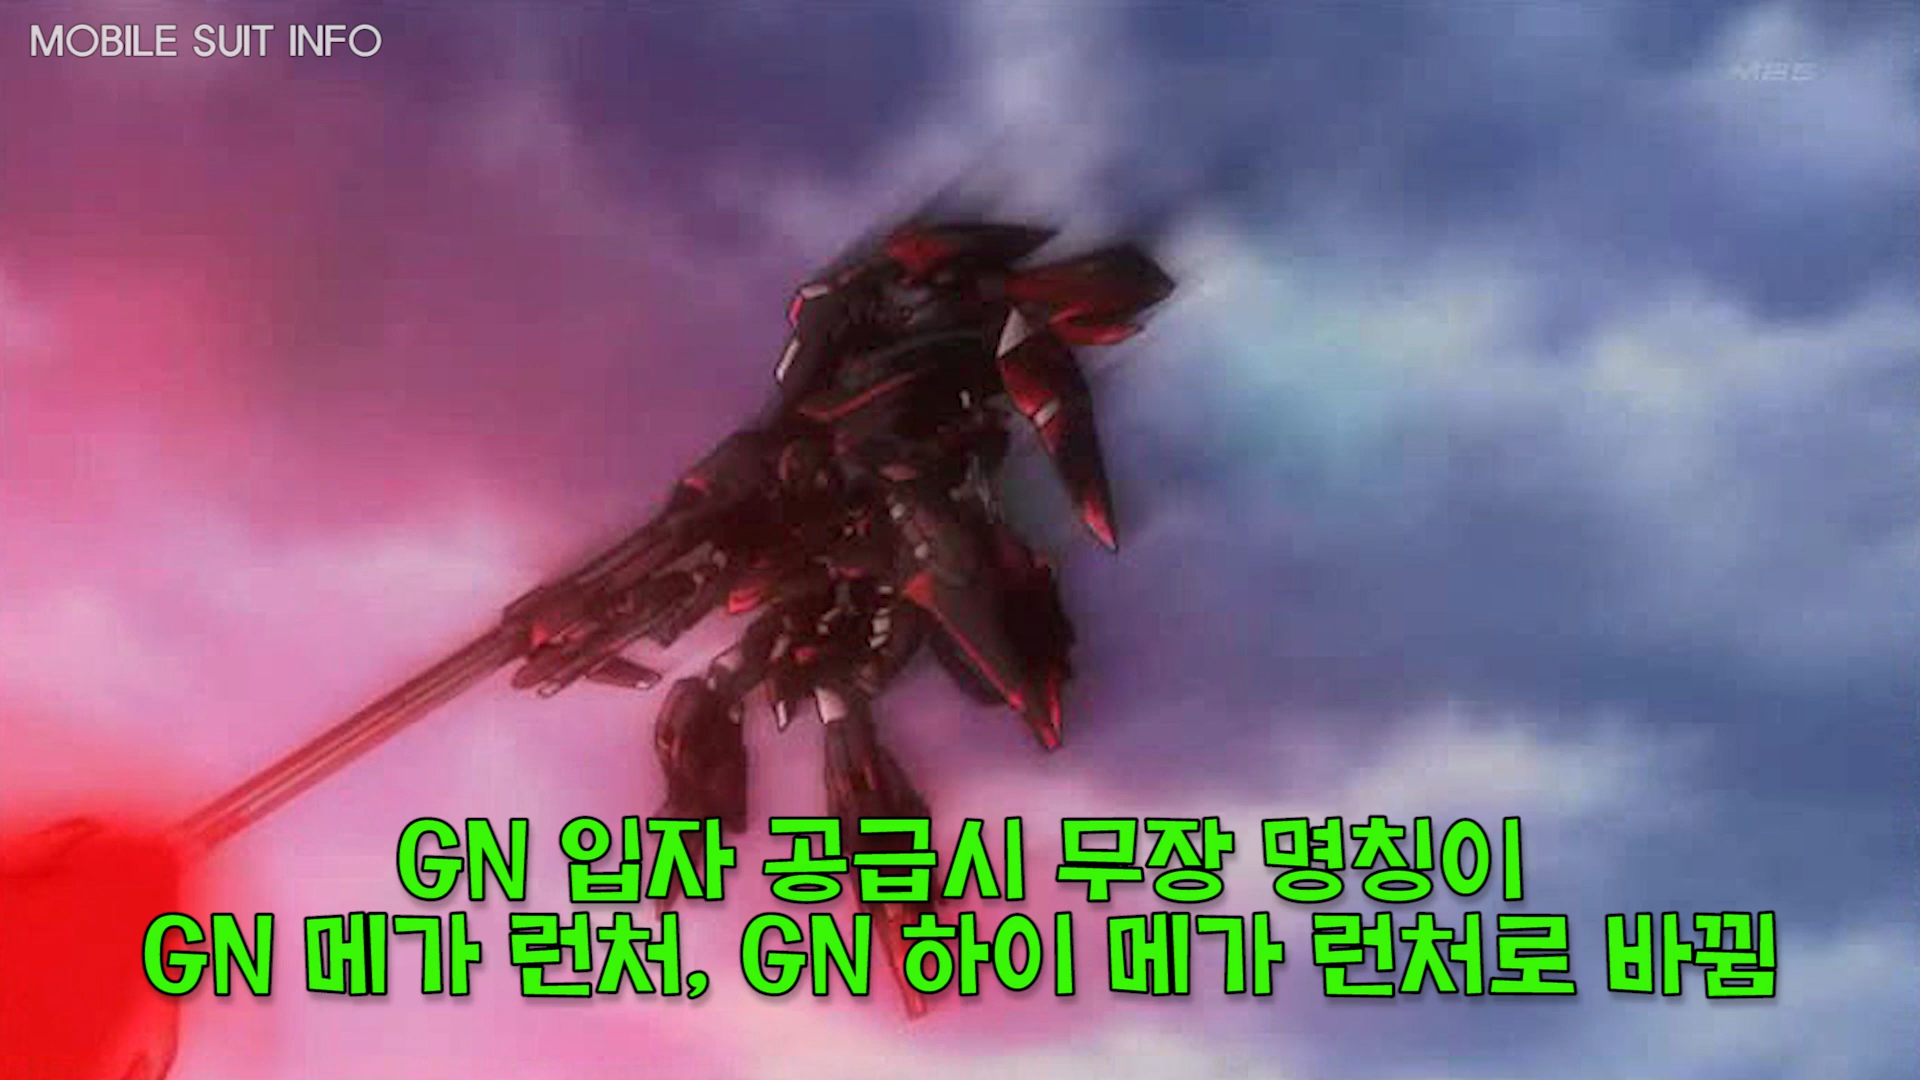 MOBILE SUIT INFO
MBS
GN 입자 공급시 무장 명칭이
GN 메가 런처, GN 하이 메가 런처로 바뀜